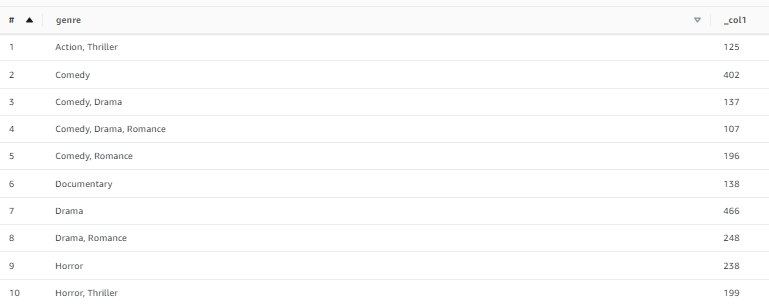 # genre _col1
1 Action, Thriller 125
2 Comedy 402
3 Comedy, Drama 137
4 Comedy, Drama, Romance 107
5 Comedy, Romance 196
6 Documentary 138
7 Drama 466
8 Drama, Romance 248
9 Horror 238
10 Horror, Thriller 199